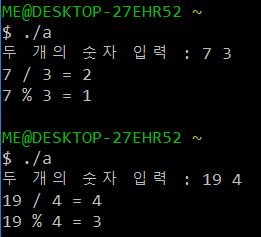 ME@DESKTOP-27EHR52 ~
$ ./a
두 개의 숫자 입력 : 7 3
7 / 3 = 2
7 % 3 = 1
ME@DESKTOP-27EHR52 ~
$ ./a
두 개의 숫자 입력 : 19 4
19 / 4 = 4
19 % 4 = 3